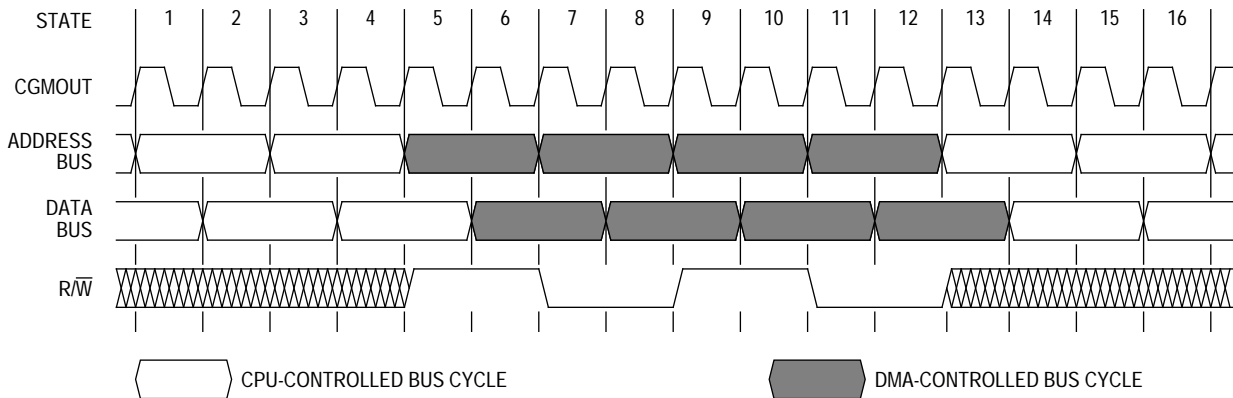 STATE 1 2 3 4 5 6 7 8 9 10 11 12 13 14 15 16
CGMOUT
ADDRESS
BUS
DATA
BUS
R/W̅
CPU-CONTROLLED BUS CYCLE
DMA-CONTROLLED BUS CYCLE